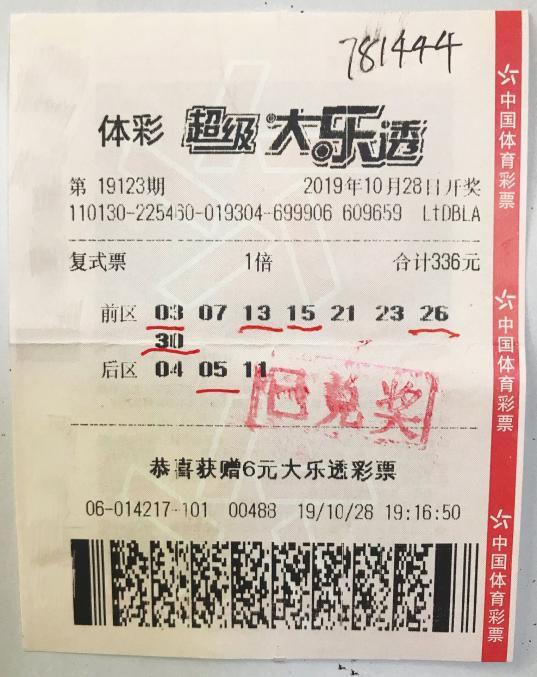 781444
体彩 超级大乐透
第 19123期 2019年10月28日开奖
110130-225460-019304-699906 609659 LtDBLA
复式票 1倍 合计336元
前区 03 07 13 15 21 23 26
30
后区 04 05 11
已兑奖
恭喜获赠6元大乐透彩票
06-014217-101 00488 19/10/28 19:16:50
中国体育彩票
中国体育彩票
中国体育彩票